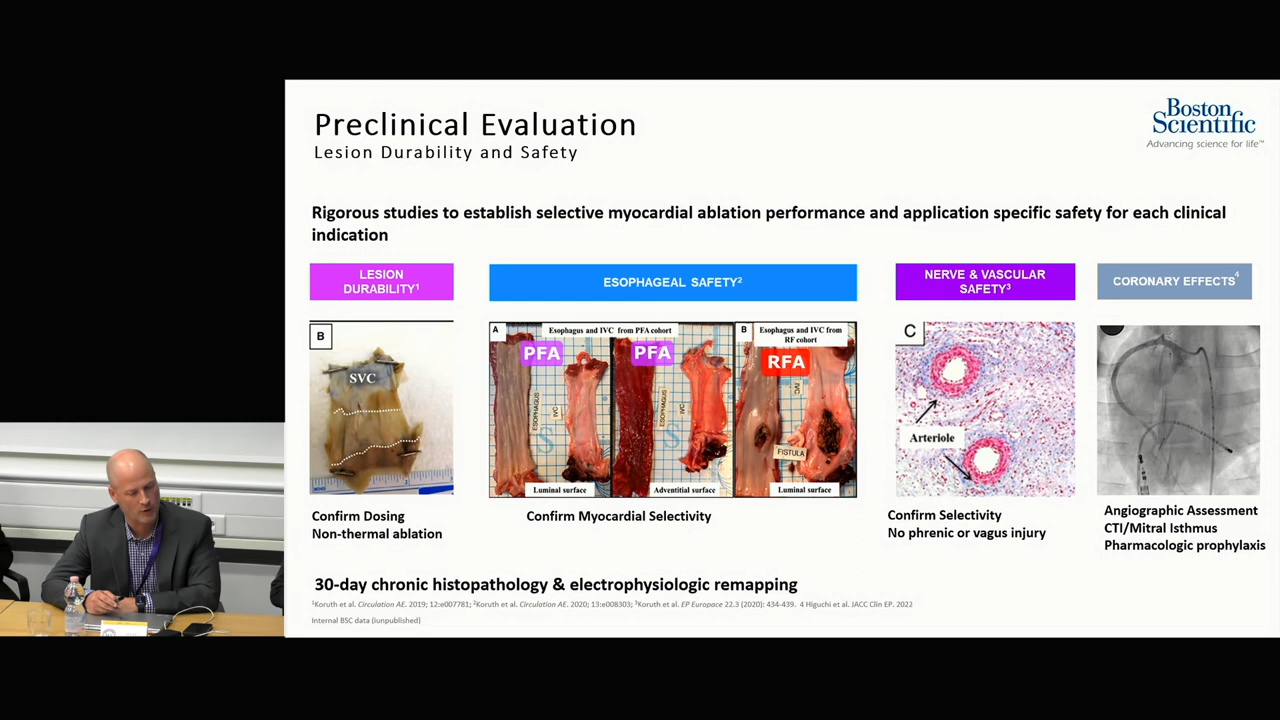 Preclinical Evaluation
Lesion Durability and Safety
Boston
Scientific
Advancing science for life™
Rigorous studies to establish selective myocardial ablation performance and application specific safety for each clinical
indication
LESION
DURABILITY¹
ESOPHAGEAL SAFETY²
NERVE & VASCULAR
SAFETY³
CORONARY EFFECTS⁴
B
SVC
A
Esophagus and IVC from PFA cohort
PFA
PFA
ESOPHAGUS
IVC
ESOPHAGUS
IVC
Luminal surface
Adventitial surface
B
Esophagus and IVC from
RF cohort
RFA
IVC
FISTULA
Luminal surface
C
Arteriole
Confirm Dosing
Non-thermal ablation
Confirm Myocardial Selectivity
Confirm Selectivity
No phrenic or vagus injury
Angiographic Assessment
CTI/Mitral Isthmus
Pharmacologic prophylaxis
30-day chronic histopathology & electrophysiologic remapping
¹Koruth et al. Circulation AE. 2019; 12:e007781; ²Koruth et al. Circulation AE. 2020; 13:e008303; ³Koruth et al. EP Europace 22.3 (2020): 434-439. 4 Higuchi et al. JACC Clin EP. 2022
Internal BSC data (iunpublished)